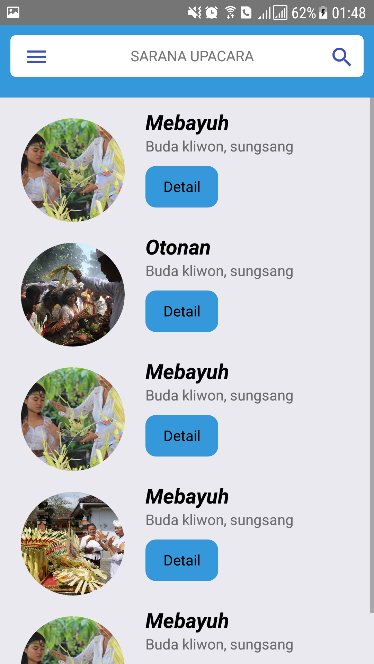 62% 01:48
SARANA UPACARA
Mebayuh
Buda kliwon, sungsang
Detail
Otonan
Buda kliwon, sungsang
Detail
Mebayuh
Buda kliwon, sungsang
Detail
Mebayuh
Buda kliwon, sungsang
Detail
Mebayuh
Buda kliwon, sungsang